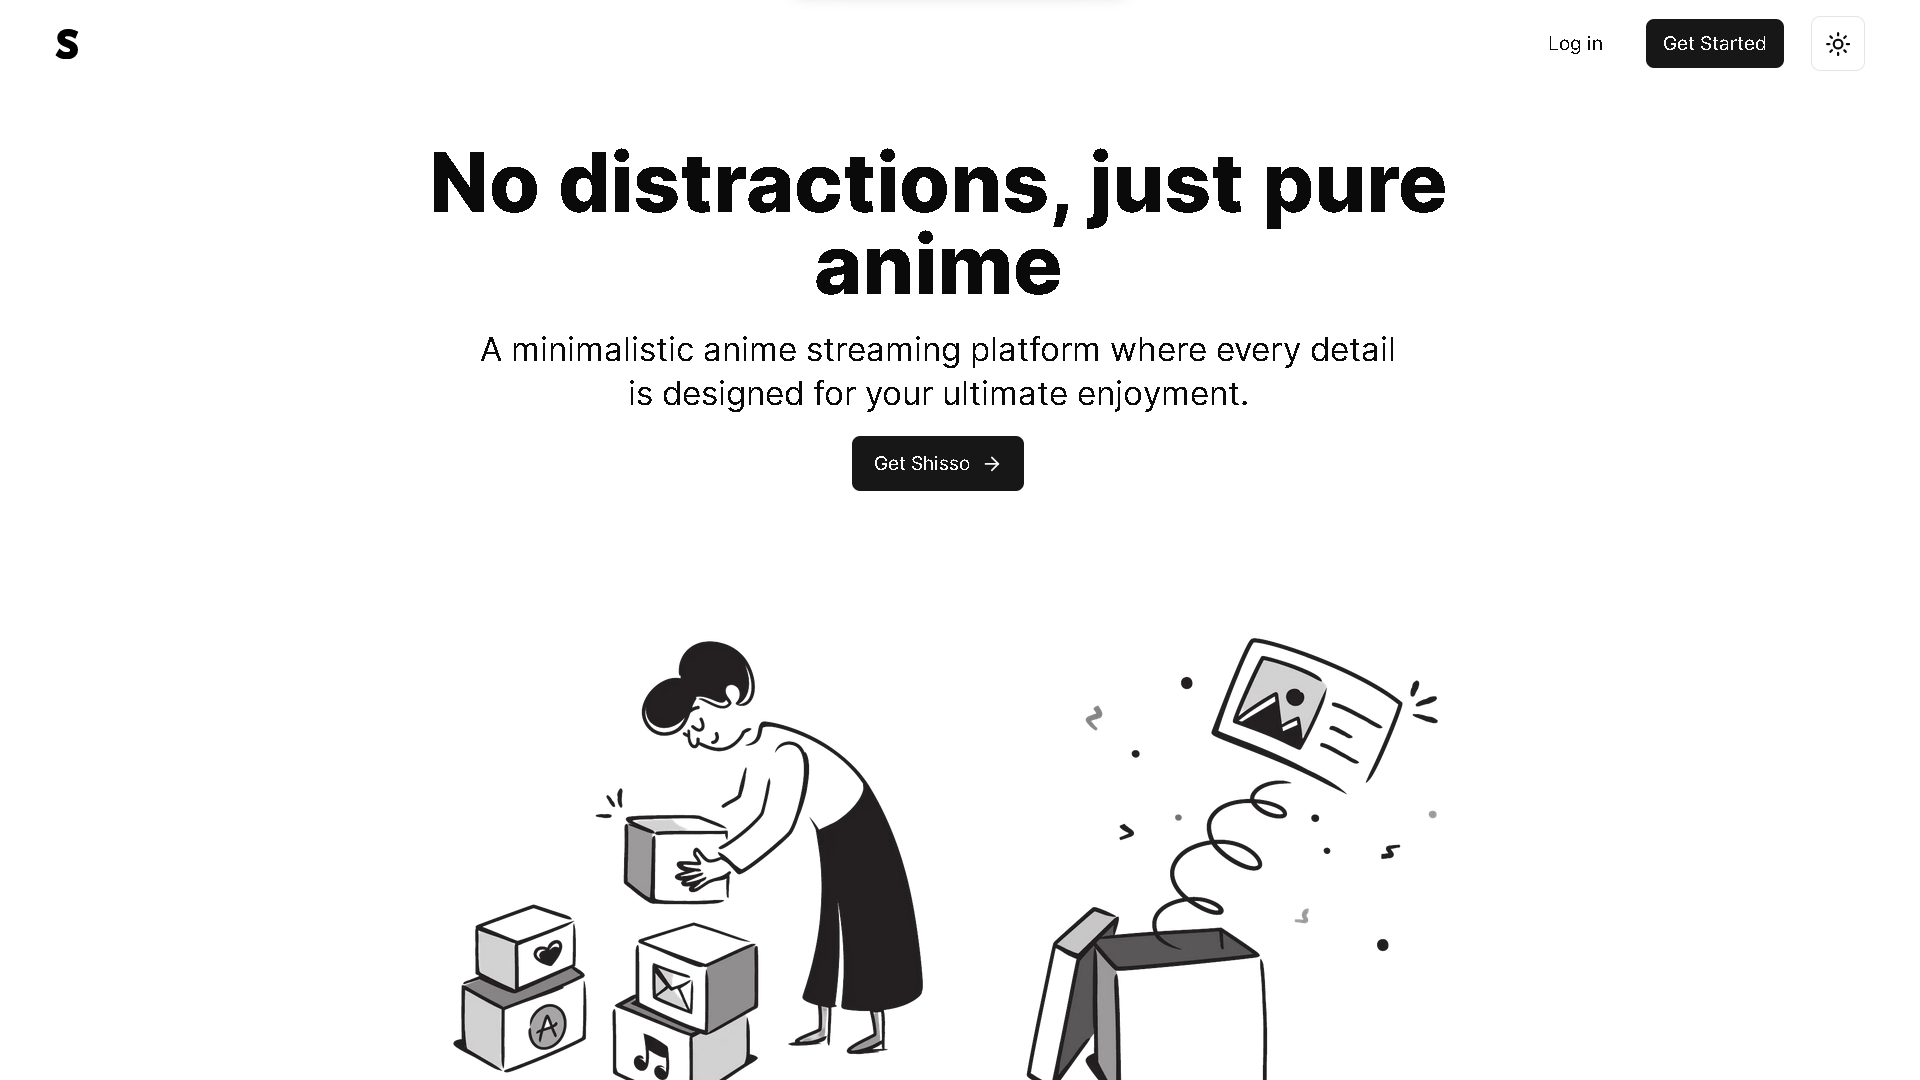 S
Log in
Get Started
No distractions, just pure
anime
A minimalistic anime streaming platform where every detail
is designed for your ultimate enjoyment.
Get Shisso
A